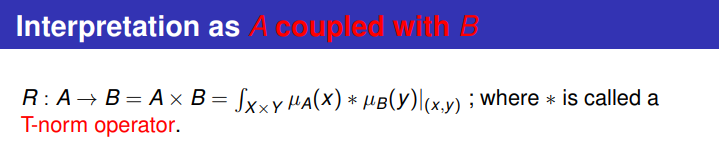 Interpretation as A coupled with B
R : A → B = A × B = ∫X×Y μA(x) ∗ μB(y)|(x,y) ; where ∗ is called a
T-norm operator.